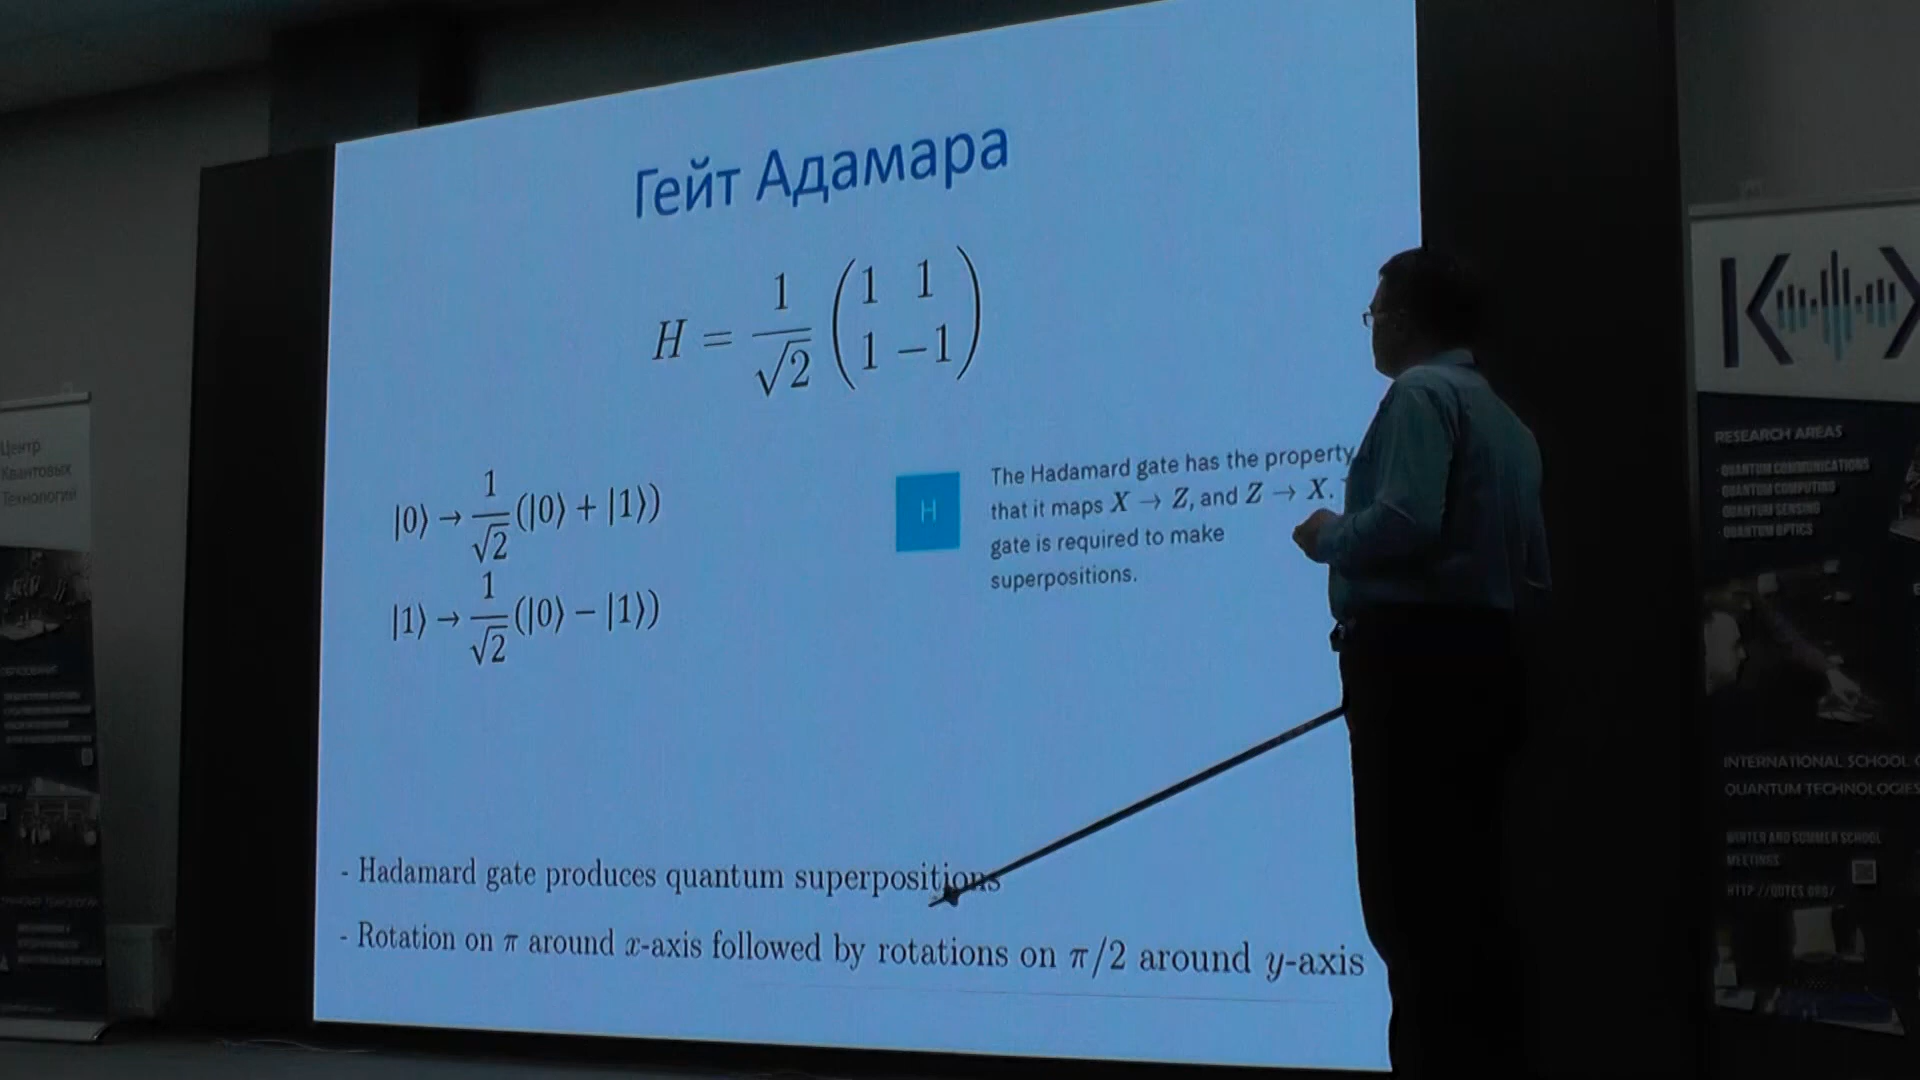 Гейт Адамара
H = 1/√2 (1 1
1 −1)
|0⟩ → 1/√2 (|0⟩ + |1⟩)
|1⟩ → 1/√2 (|0⟩ − |1⟩)
H
The Hadamard gate has the property
that it maps X → Z, and Z → X.
gate is required to make
superpositions.
- Hadamard gate produces quantum superpositions
- Rotation on π around x-axis followed by rotations on π/2 around y-axis
Центр
Квантовых
Технологий
RESEARCH AREAS
· QUANTUM COMMUNICATIONS
· QUANTUM COMPUTING
· QUANTUM SENSING
· QUANTUM OPTICS
INTERNATIONAL SCHOOL
QUANTUM TECHNOLOGIES
WINTER AND SUMMER SCHOOL
MEETINGS
HTTP://QUTES.ORG/